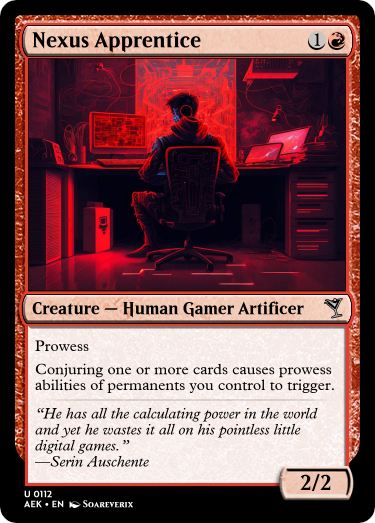 Nexus Apprentice 1
Creature — Human Gamer Artificer
Prowess
Conjuring one or more cards causes prowess
abilities of permanents you control to trigger.
“He has all the calculating power in the world
and yet he wastes it all on his pointless little
digital games.”
—Serin Auschente
2/2
U 0112
AEK • EN Soareverix